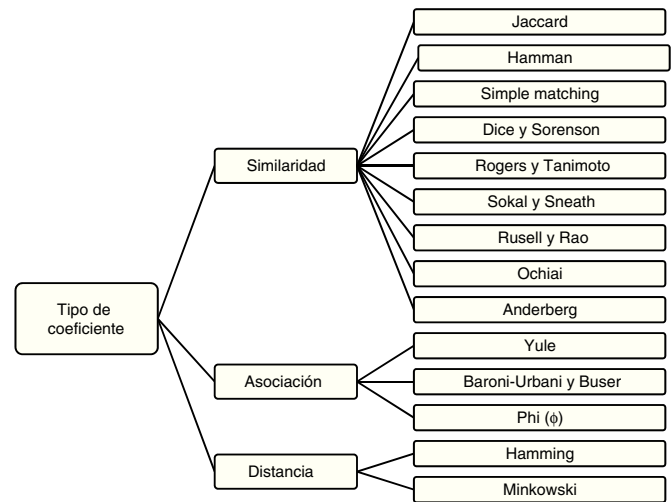 Jaccard
Hamman
Simple matching
Dice y Sorenson
Similaridad
Rogers y Tanimoto
Sokal y Sneath
Rusell y Rao
Ochiai
Tipo de
coeficiente
Anderberg
Yule
Asociación
Baroni-Urbani y Buser
Phi (ϕ)
Hamming
Distancia
Minkowski